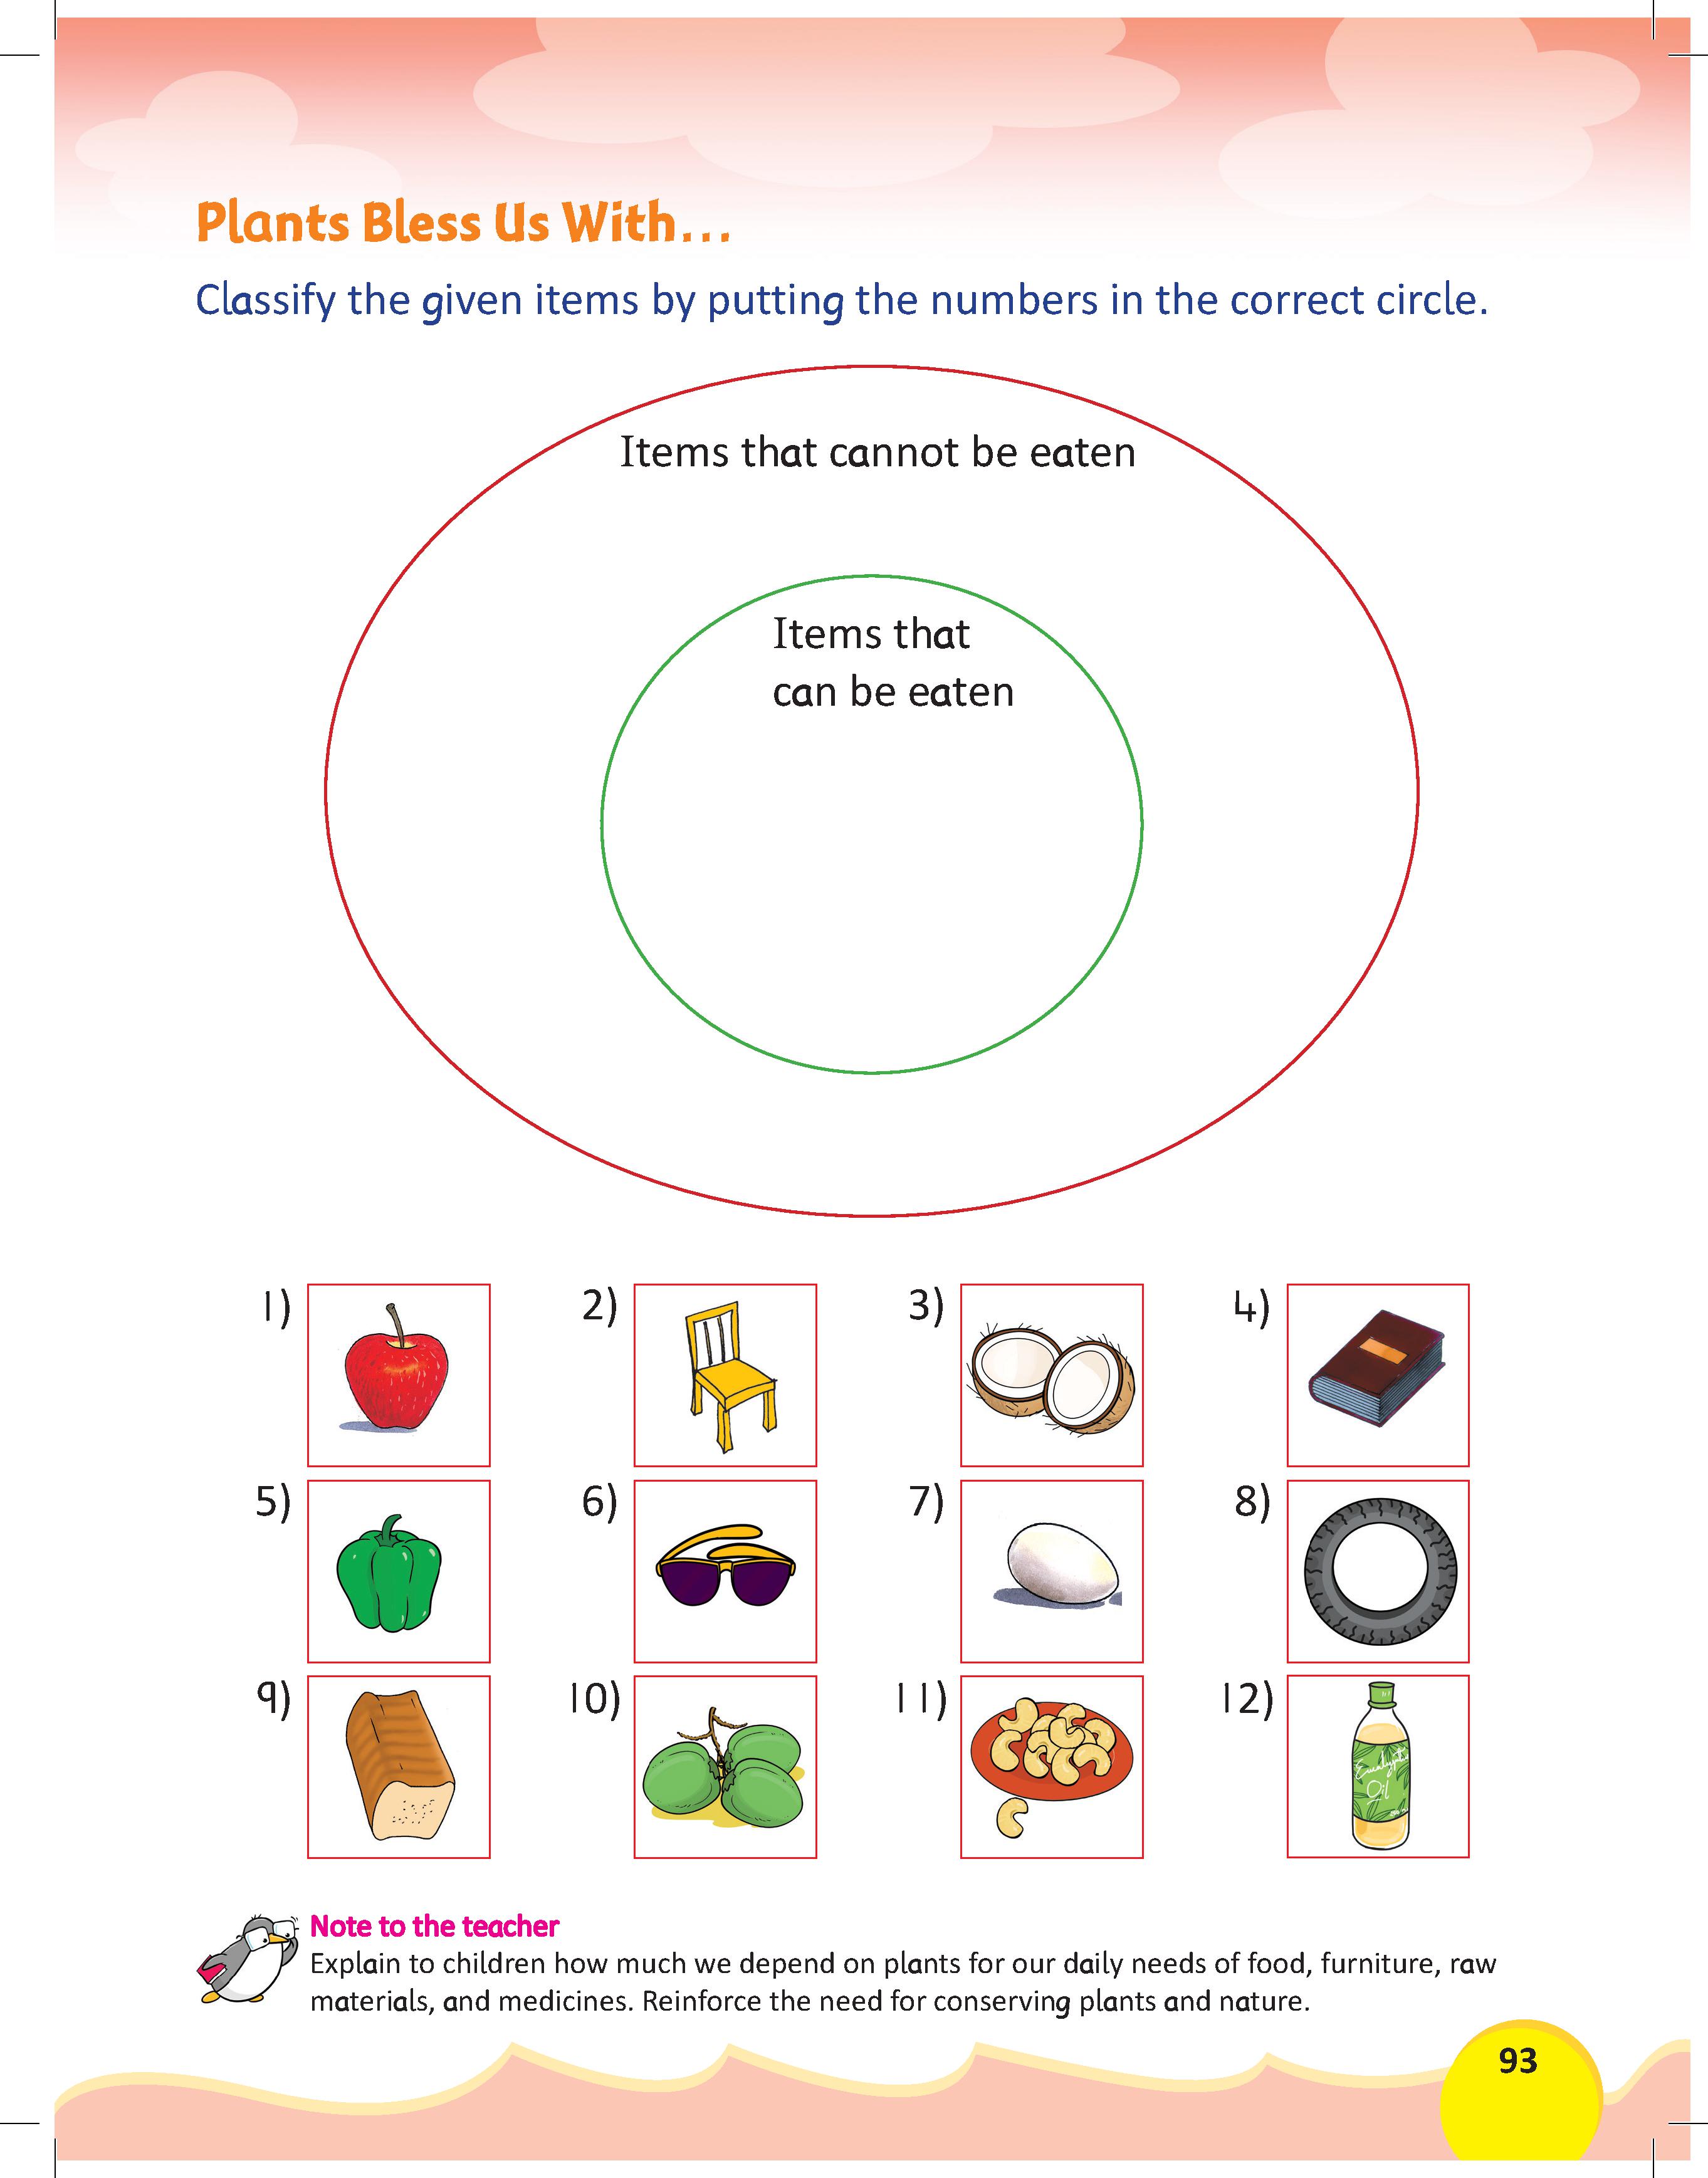 Plants Bless Us With...
Classify the given items by putting the numbers in the correct circle.
Items that cannot be eaten
Items that
can be eaten
1) 2) 3) 4)
5) 6) 7) 8)
9) 10) 11) 12)
Oil
Note to the teacher
Explain to children how much we depend on plants for our daily needs of food, furniture, raw
materials, and medicines. Reinforce the need for conserving plants and nature.
93